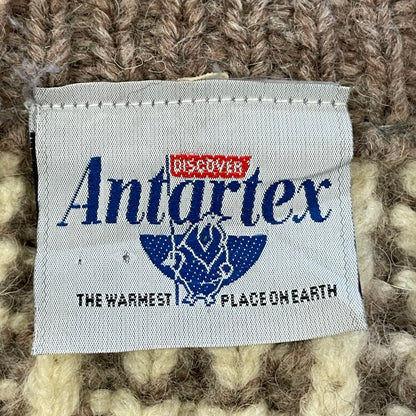 DISCOVER
Antartex
THE WARMEST PLACE ON EARTH